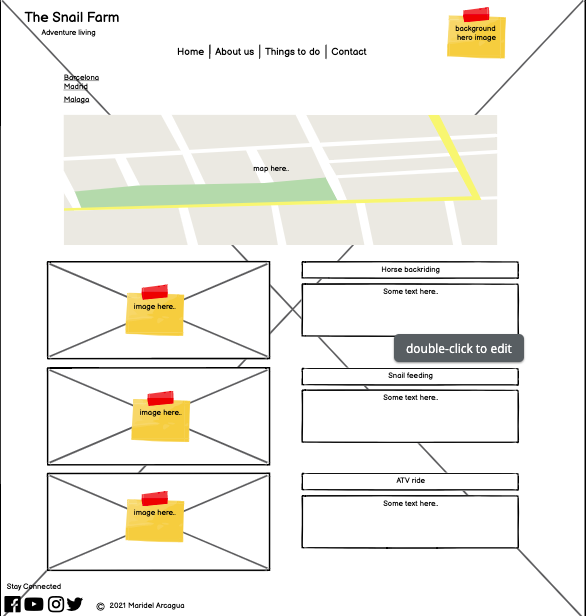 The Snail Farm
Adventure living
background
hero image
Home | About us | Things to do | Contact
Barcelona
Madrid
Malaga
map here..
Horse backriding
image here..
Some text here..
double-click to edit
Snail feeding
image here..
Some text here..
ATV ride
image here..
Some text here..
Stay Connected
© 2021 Maridel Arcagua